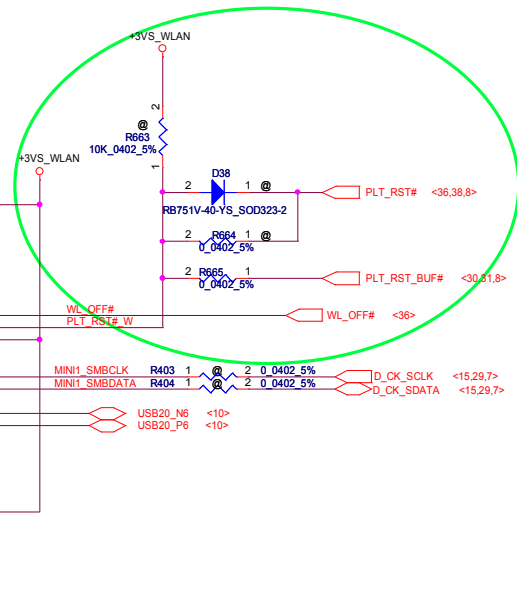 +3VS_WLAN
2
@
R663
10K_0402_5%
1
+3VS_WLAN
D38
2 1 @
PLT_RST# <36,38,8>
RB751V-40-YS_SOD323-2
2 R664 1 @
0_0402_5%
2 R665 1
0_0402_5%
PLT_RST_BUF# <30,31,8>
WL_OFF#
WL_OFF# <36>
PLT_RST#_W
MINI1_SMBCLK R403 1 @ 2 0_0402_5% D_CK_SCLK <15,29,7>
MINI1_SMBDATA R404 1 @ 2 0_0402_5% D_CK_SDATA <15,29,7>
USB20_N6 <10>
USB20_P6 <10>